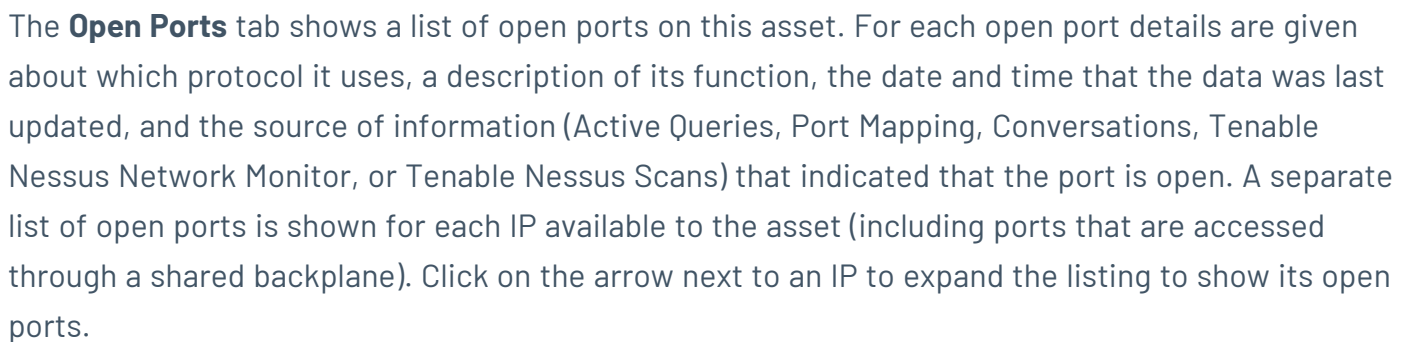 The Open Ports tab shows a list of open ports on this asset. For each open port details are given
about which protocol it uses, a description of its function, the date and time that the data was last
updated, and the source of information (Active Queries, Port Mapping, Conversations, Tenable
Nessus Network Monitor, or Tenable Nessus Scans) that indicated that the port is open. A separate
list of open ports is shown for each IP available to the asset (including ports that are accessed
through a shared backplane). Click on the arrow next to an IP to expand the listing to show its open
ports.